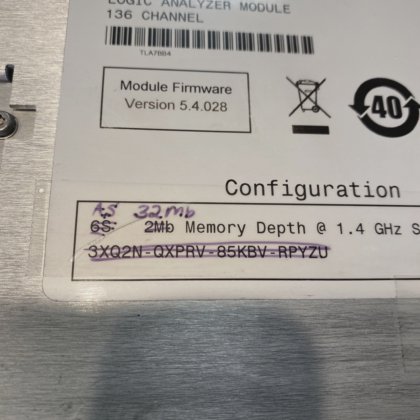 LOGIC ANALYZER MODULE
136 CHANNEL
TLA7BB4
Module Firmware
Version 5.4.028
40
Configuration
AS 32Mb
6S: 2Mb Memory Depth @ 1.4 GHz S
3XQ2N-QXPRV-85KBV-RPYZU